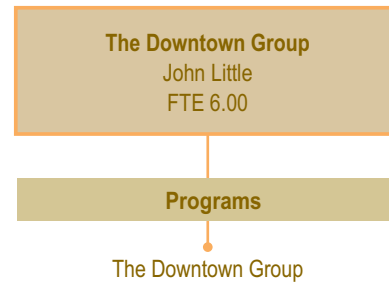 The Downtown Group
John Little
FTE 6.00
Programs
The Downtown Group